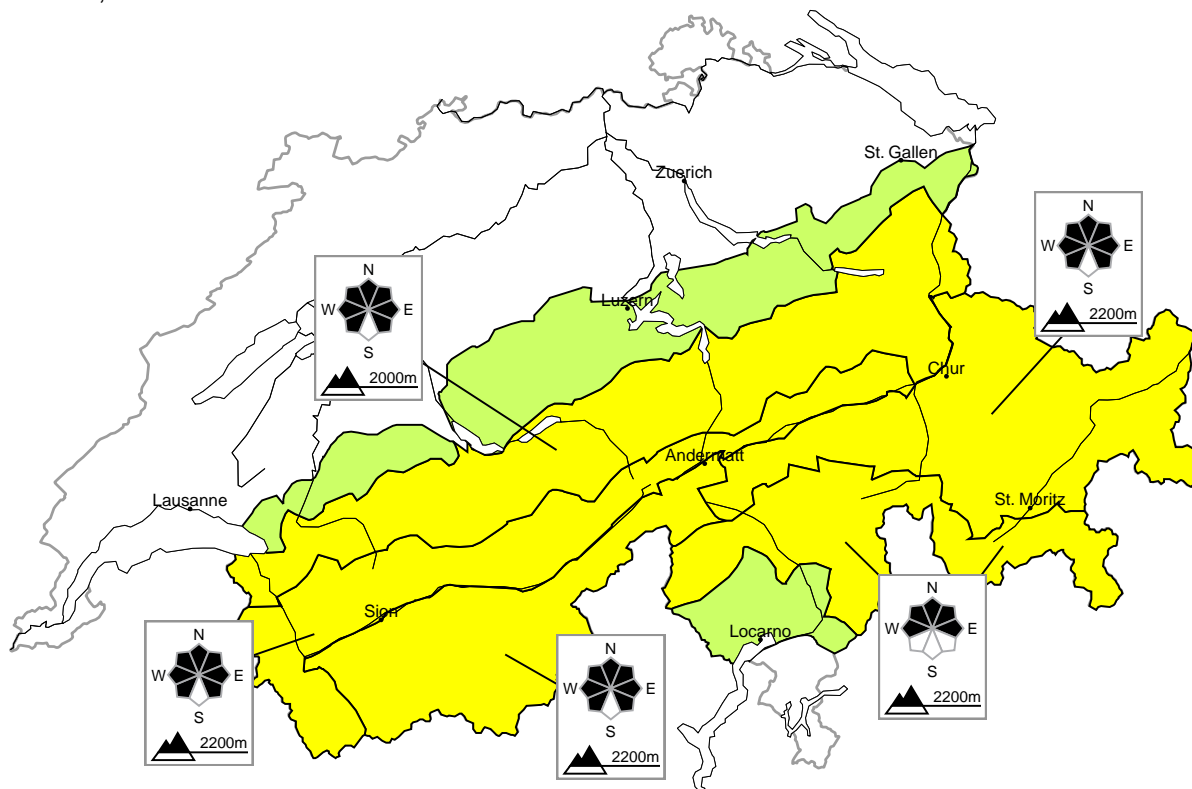 St. Gallen
Zuerich
N
W E
S
2200m
N
W E
S
2000m
Luzern
Chur
Andermatt
Lausanne
St. Moritz
N
W E
S
2200m
Sion
Locarno
N
W E
S
2200m
N
W E
S
2200m